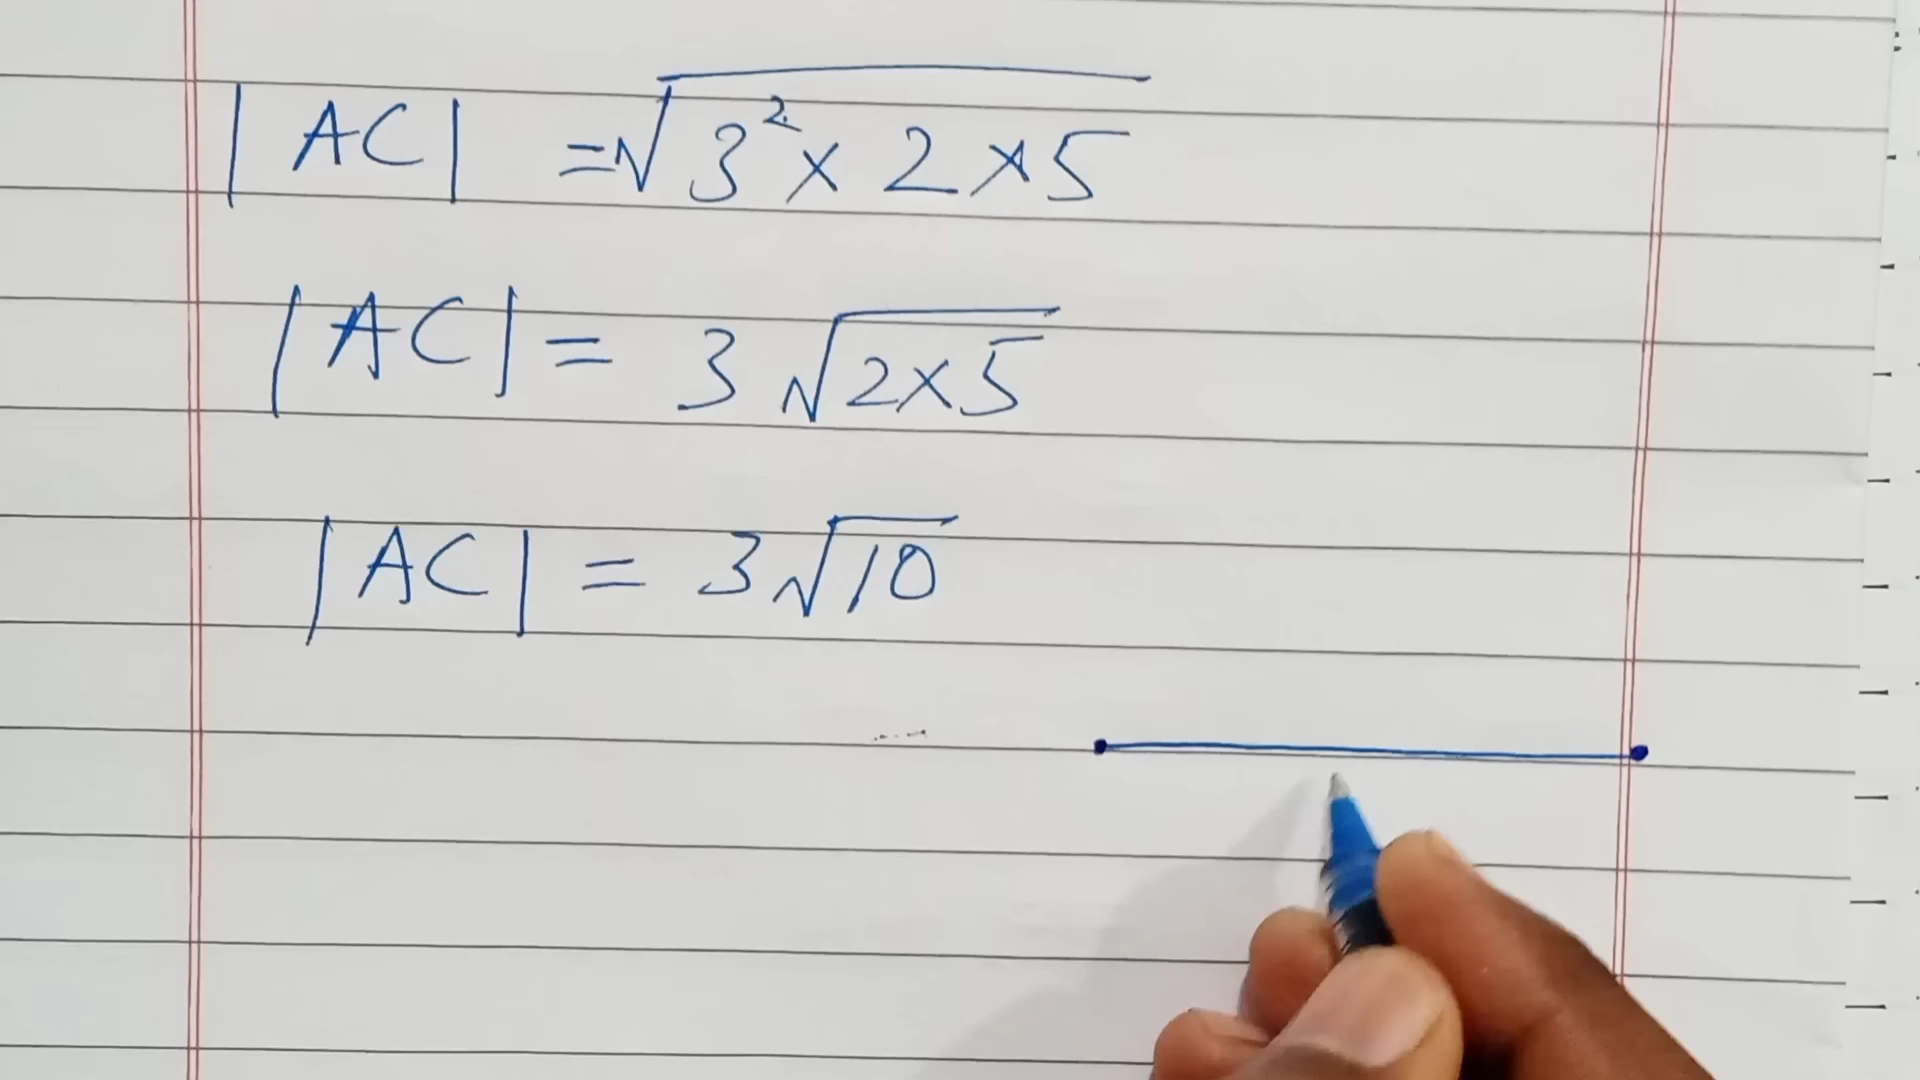 |AC| = √3² × 2 × 5
|AC| = 3 √2×5
|AC| = 3√10